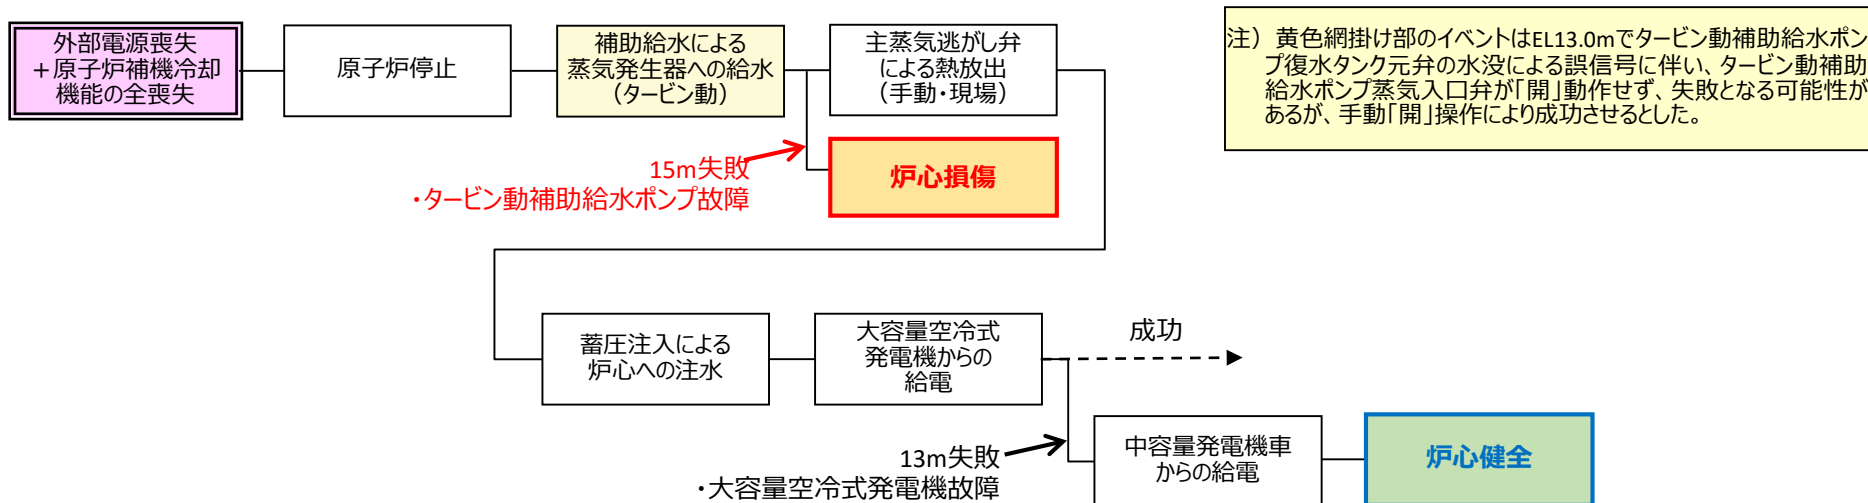 外部電源喪失
＋原子炉補機冷却
機能の全喪失
原子炉停止
補助給水による
蒸気発生器への給水
（タービン動）
主蒸気逃がし弁
による熱放出
（手動・現場）
注） 黄色網掛け部のイベントはEL13.0mでタービン動補助給水ポン
プ復水タンク元弁の水没による誤信号に伴い、タービン動補助
給水ポンプ蒸気入口弁が「開」動作せず、失敗となる可能性が
あるが、手動「開」操作により成功させるとした。
15m失敗
・タービン動補助給水ポンプ故障
炉心損傷
蓄圧注入による
炉心への注水
大容量空冷式
発電機からの
給電
成功
13m失敗
・大容量空冷式発電機故障
中容量発電機車
からの給電
炉心健全